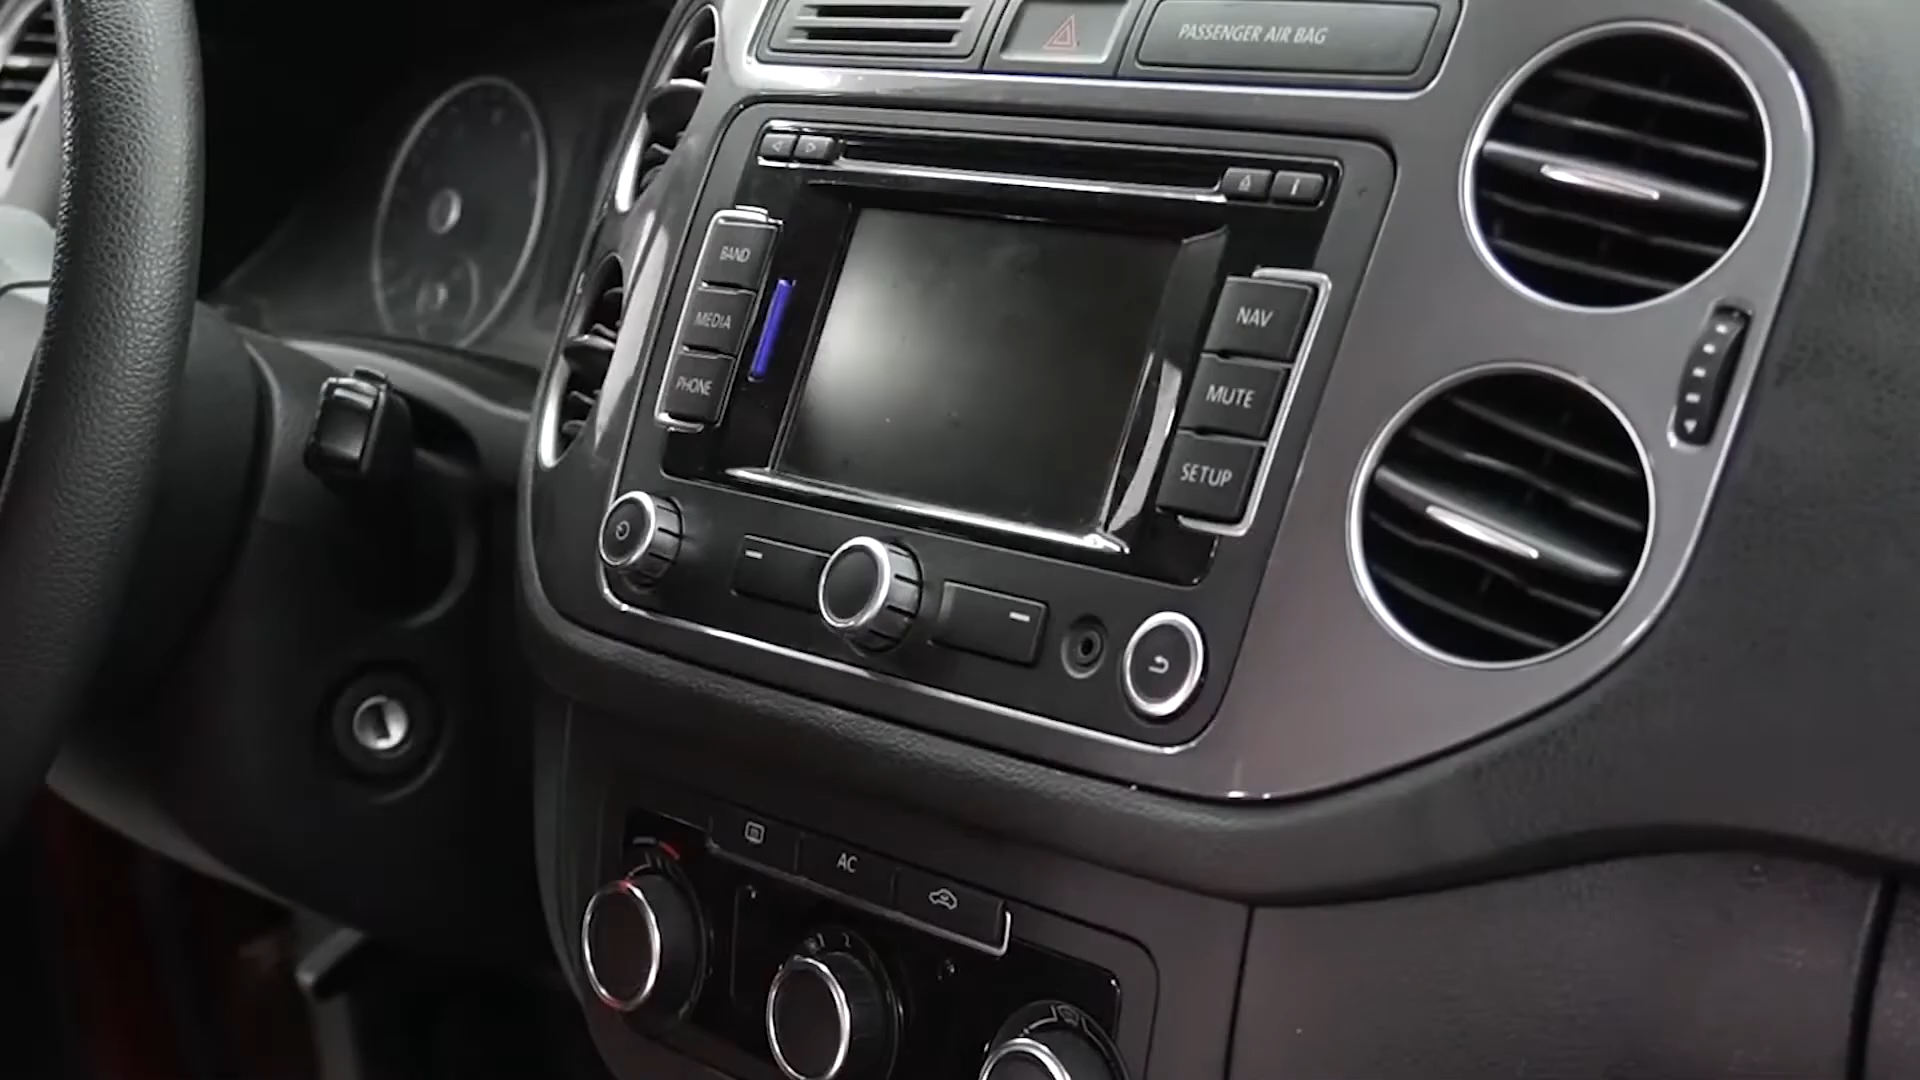 PASSENGER AIR BAG
BAND
MEDIA
PHONE
NAV
MUTE
SETUP
AC